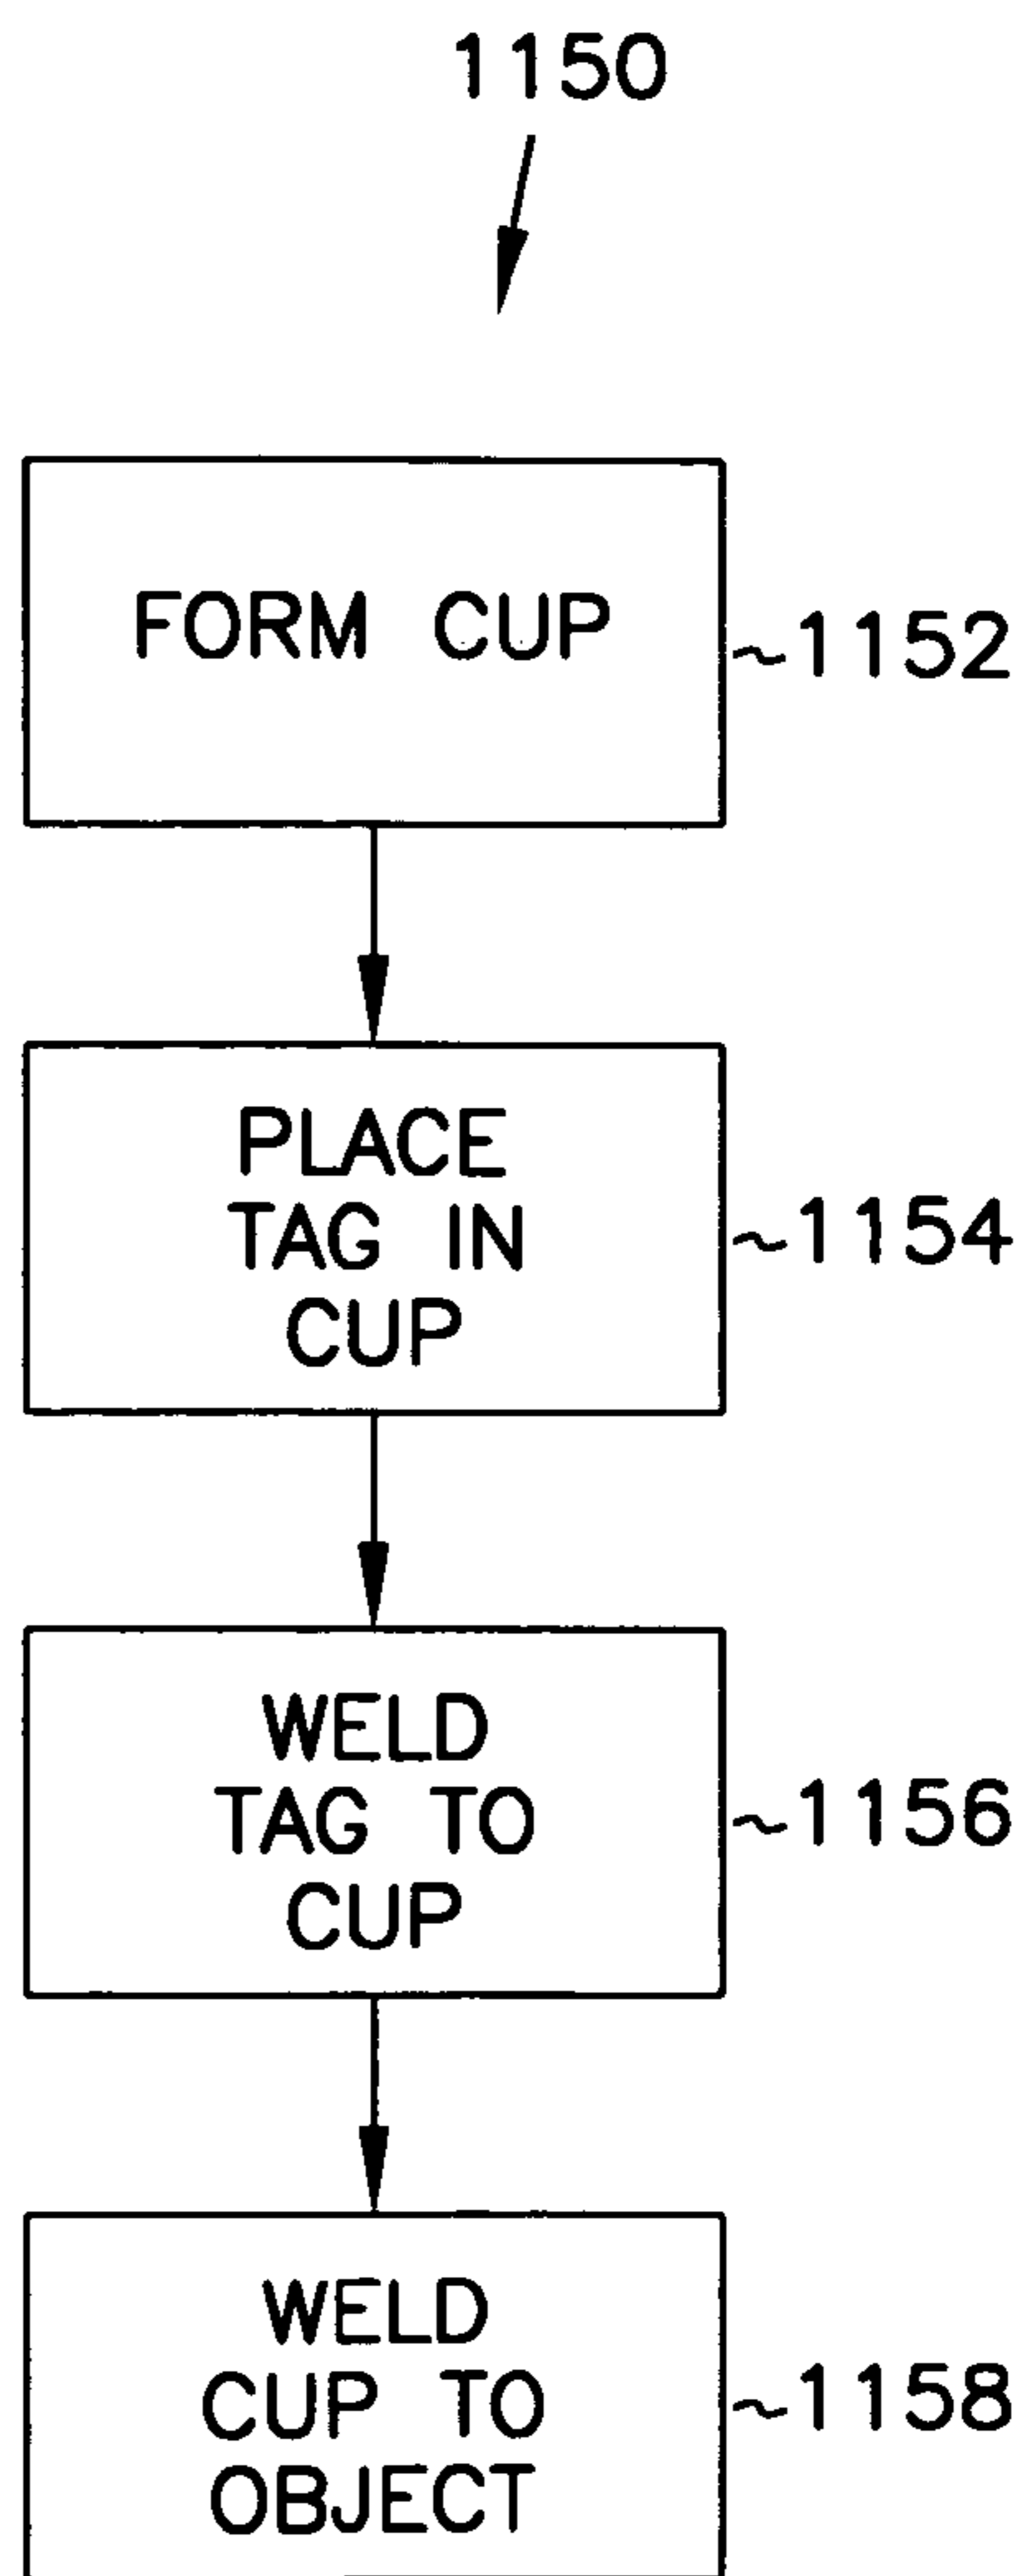 1150
FORM CUP
~1152
PLACE
TAG IN
CUP
~1154
WELD
TAG TO
CUP
~1156
WELD
CUP TO
OBJECT
~1158